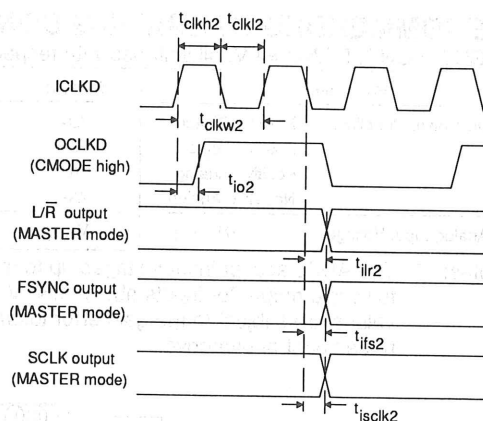 tclkh2 tclkl2
ICLKD
tclkw2
OCLKD
(CMODE high)
tio2
L/R̅ output
(MASTER mode)
tilr2
FSYNC output
(MASTER mode)
tifs2
SCLK output
(MASTER mode)
tisclk2